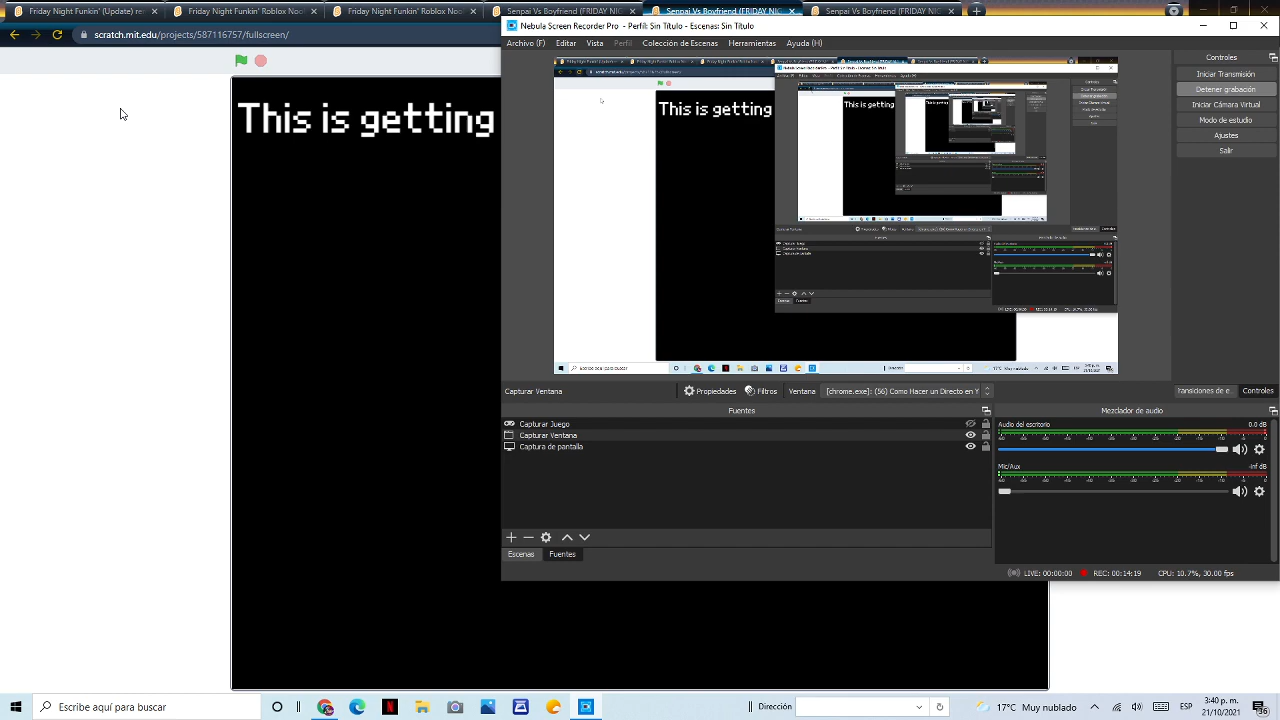 Friday Night Funkin' (Update) re
Friday Night Funkin' Roblox Noo
Friday Night Funkin' Roblox Noo
Senpai Vs Boyfriend (FRIDAY NIG
Senpai Vs Boyfriend (FRIDAY NIG
scratch.mit.edu/projects/587116757/fullscreen/
This is getting
Nebula Screen Recorder Pro - Perfil: Sin Título - Escenas: Sin Título
Archivo (F)
Editar
Vista
Perfil
Colección de Escenas
Herramientas
Ayuda (H)
This is getting
This is getting
Controles
Iniciar Transmisión
Detener grabación
Iniciar Cámara Virtual
Modo de estudio
Ajustes
Salir
Capturar Ventana
Propiedades
Filtros
Ventana
[chrome.exe]: (56) Como Hacer un Directo en Y
Transiciones de e
Controles
Fuentes
Capturar Juego
Capturar Ventana
Captura de pantalla
Escenas
Fuentes
Mezclador de audio
Audio del escritorio
0.0 dB
Mic/Aux
-inf dB
LIVE: 00:00:00
REC: 00:14:19
CPU: 10.7%, 30.00 fps
Escribe aquí para buscar
Dirección
17°C Muy nublado
ESP
3:40 p. m.
21/10/2021